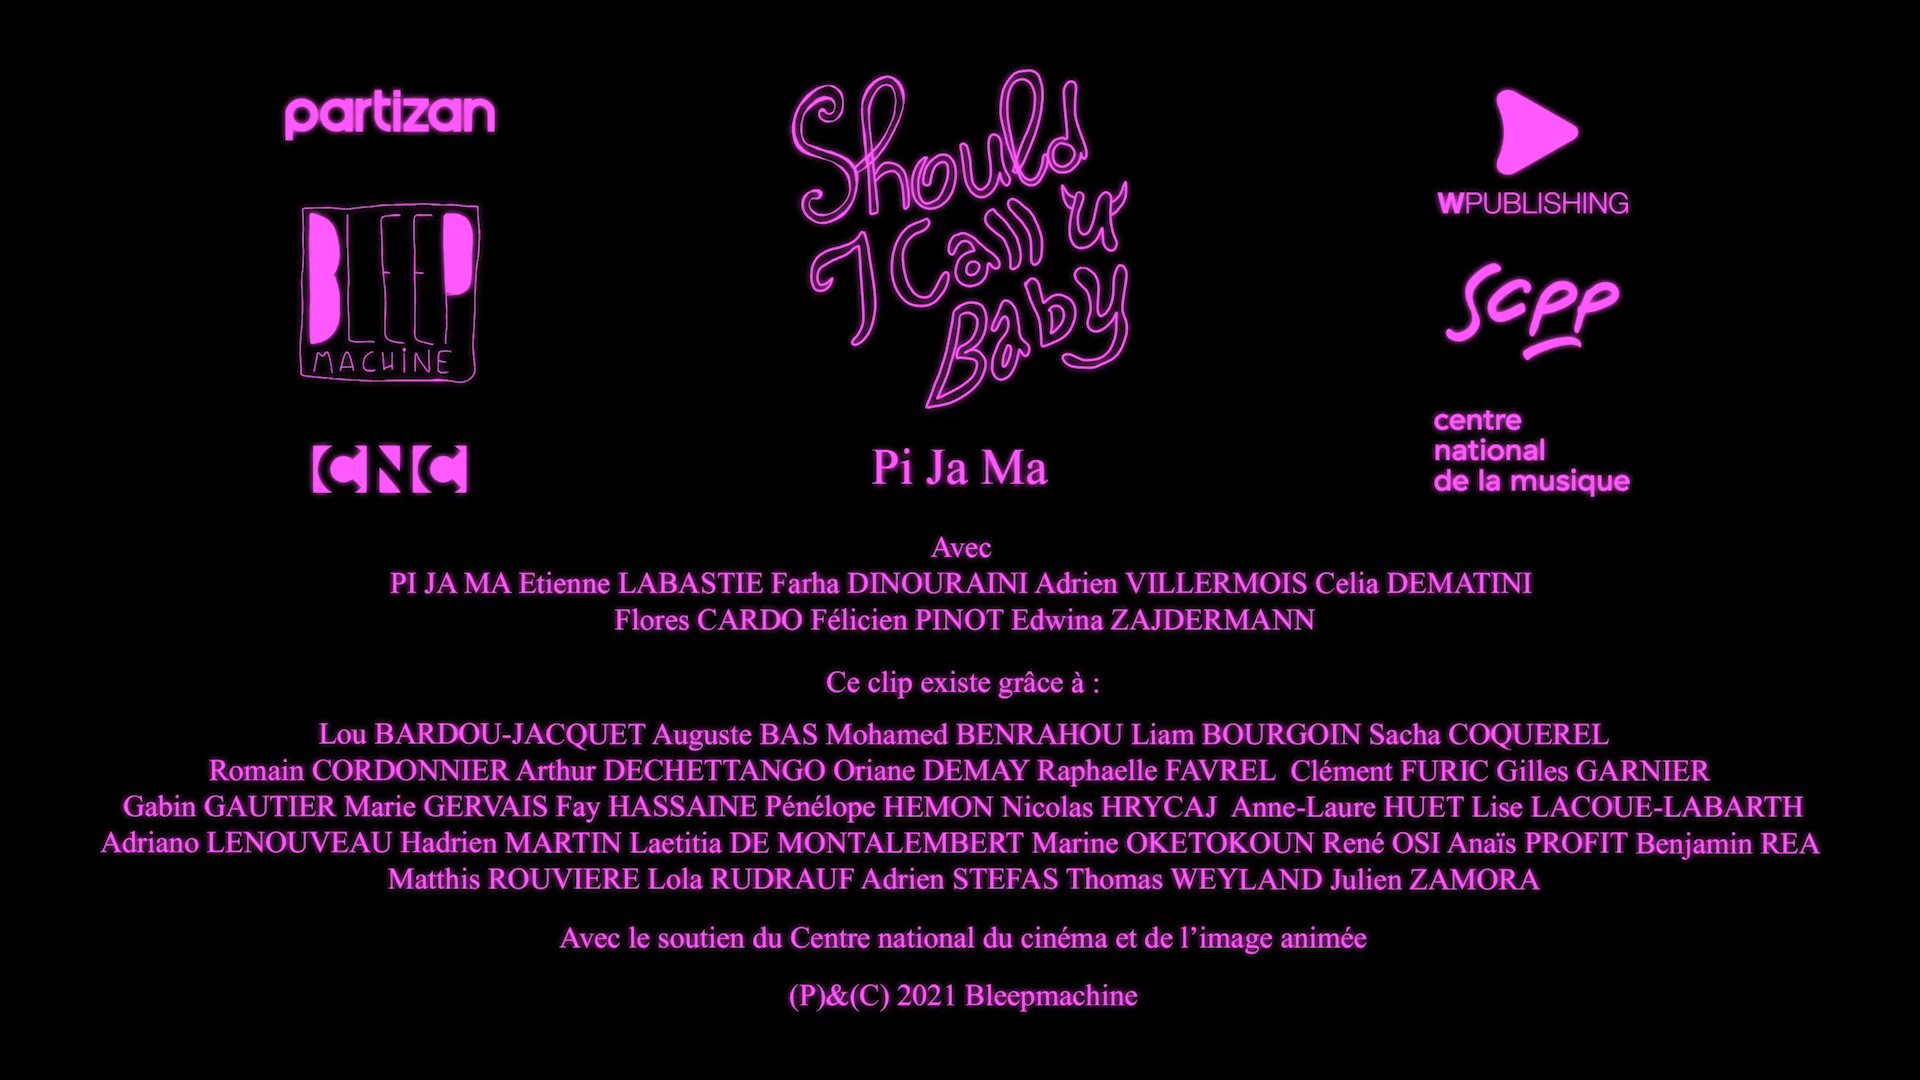 partizan
BLEEP
MACHiNE
CNC
Should
I Call u
Baby
Pi Ja Ma
WPUBLISHING
scpp
centre
national
de la musique
Avec
PI JA MA Etienne LABASTIE Farha DINOURAINI Adrien VILLERMOIS Celia DEMATINI
Flores CARDO Félicien PINOT Edwina ZAJDERMANN
Ce clip existe grâce à :
Lou BARDOU-JACQUET Auguste BAS Mohamed BENRAHOU Liam BOURGOIN Sacha COQUEREL
Romain CORDONNIER Arthur DECHETTANGO Oriane DEMAY Raphaelle FAVREL Clément FURIC Gilles GARNIER
Gabin GAUTIER Marie GERVAIS Fay HASSAINE Pénélope HEMON Nicolas HRYCAJ Anne-Laure HUET Lise LACOUE-LABARTH
Adriano LENOUVEAU Hadrien MARTIN Laetitia DE MONTALEMBERT Marine OKETOKOUN René OSI Anaïs PROFIT Benjamin REA
Matthis ROUVIERE Lola RUDRAUF Adrien STEFAS Thomas WEYLAND Julien ZAMORA
Avec le soutien du Centre national du cinéma et de l’image animée
(P)&(C) 2021 Bleepmachine